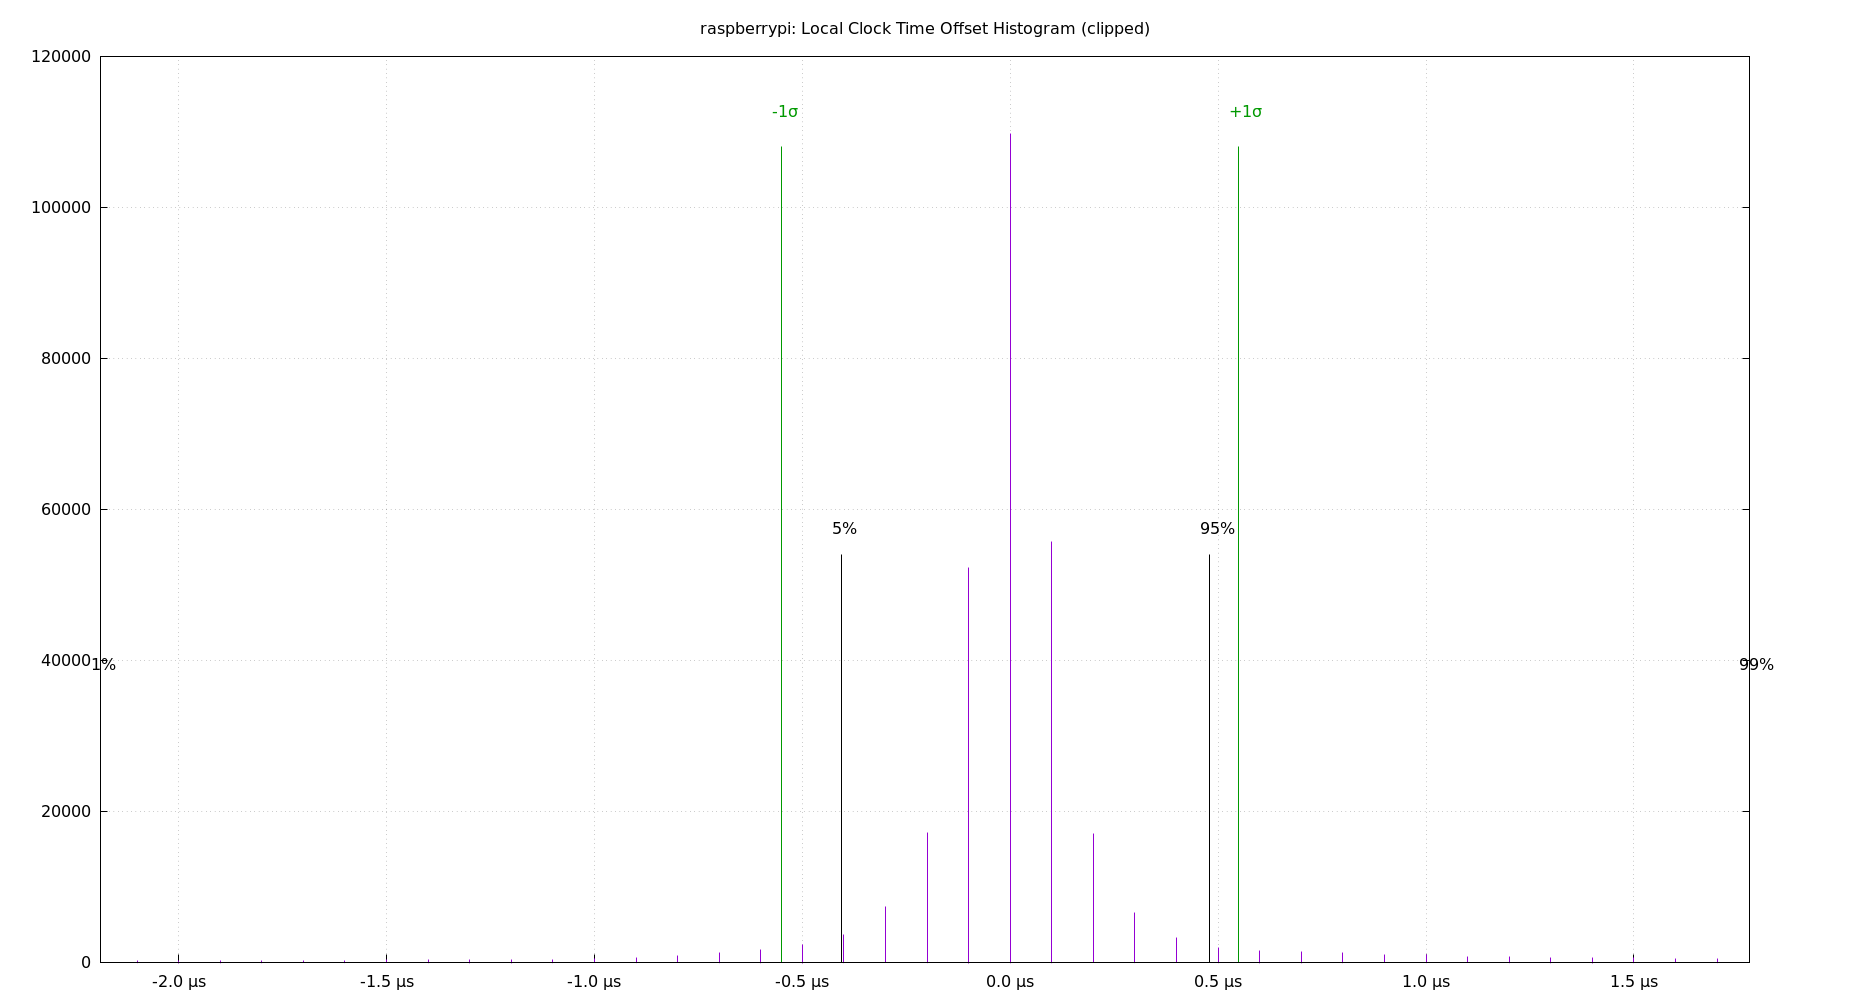 raspberrypi: Local Clock Time Offset Histogram (clipped)
120000
-1σ
+1σ
100000
80000
60000
5%
95%
40000
1%
99%
20000
0
-2.0 µs
-1.5 µs
-1.0 µs
-0.5 µs
0.0 µs
0.5 µs
1.0 µs
1.5 µs